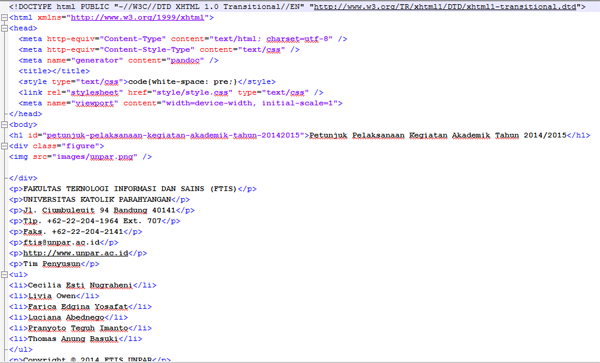 <!DOCTYPE html PUBLIC "-//W3C//DTD XHTML 1.0 Transitional//EN" "http://www.w3.org/TR/xhtml1/DTD/xhtml1-transitional.dtd">
<html xmlns="http://www.w3.org/1999/xhtml">
<head>
<meta http-equiv="Content-Type" content="text/html; charset=utf-8" />
<meta http-equiv="Content-Style-Type" content="text/css" />
<meta name="generator" content="pandoc" />
<title></title>
<style type="text/css">code{white-space: pre;}</style>
<link rel="stylesheet" href="style/style.css" type="text/css" />
<meta name="viewport" content="width=device-width, initial-scale=1">
</head>
<body>
<h1 id="petunjuk-pelaksanaan-kegiatan-akademik-tahun-20142015">Petunjuk Pelaksanaan Kegiatan Akademik Tahun 2014/2015</h1>
<div class="figure">
<img src="images/unpar.png" />
</div>
<p>FAKULTAS TEKNOLOGI INFORMASI DAN SAINS (FTIS)</p>
<p>UNIVERSITAS KATOLIK PARAHYANGAN</p>
<p>Jl. Ciumbuleuit 94 Bandung 40141</p>
<p>Tlp. +62-22-204-1964 Ext. 707</p>
<p>Faks. +62-22-204-2141</p>
<p>ftis@unpar.ac.id</p>
<p>http://www.unpar.ac.id</p>
<p>Tim Penyusun</p>
<ul>
<li>Cecilia Esti Nugraheni</li>
<li>Livia Owen</li>
<li>Farica Edgina Yosafat</li>
<li>Luciana Abednego</li>
<li>Pranyoto Teguh Imanto</li>
<li>Thomas Anung Basuki</li>
</ul>
<p>Copyright © 2014 FTIS UNPAR</p>